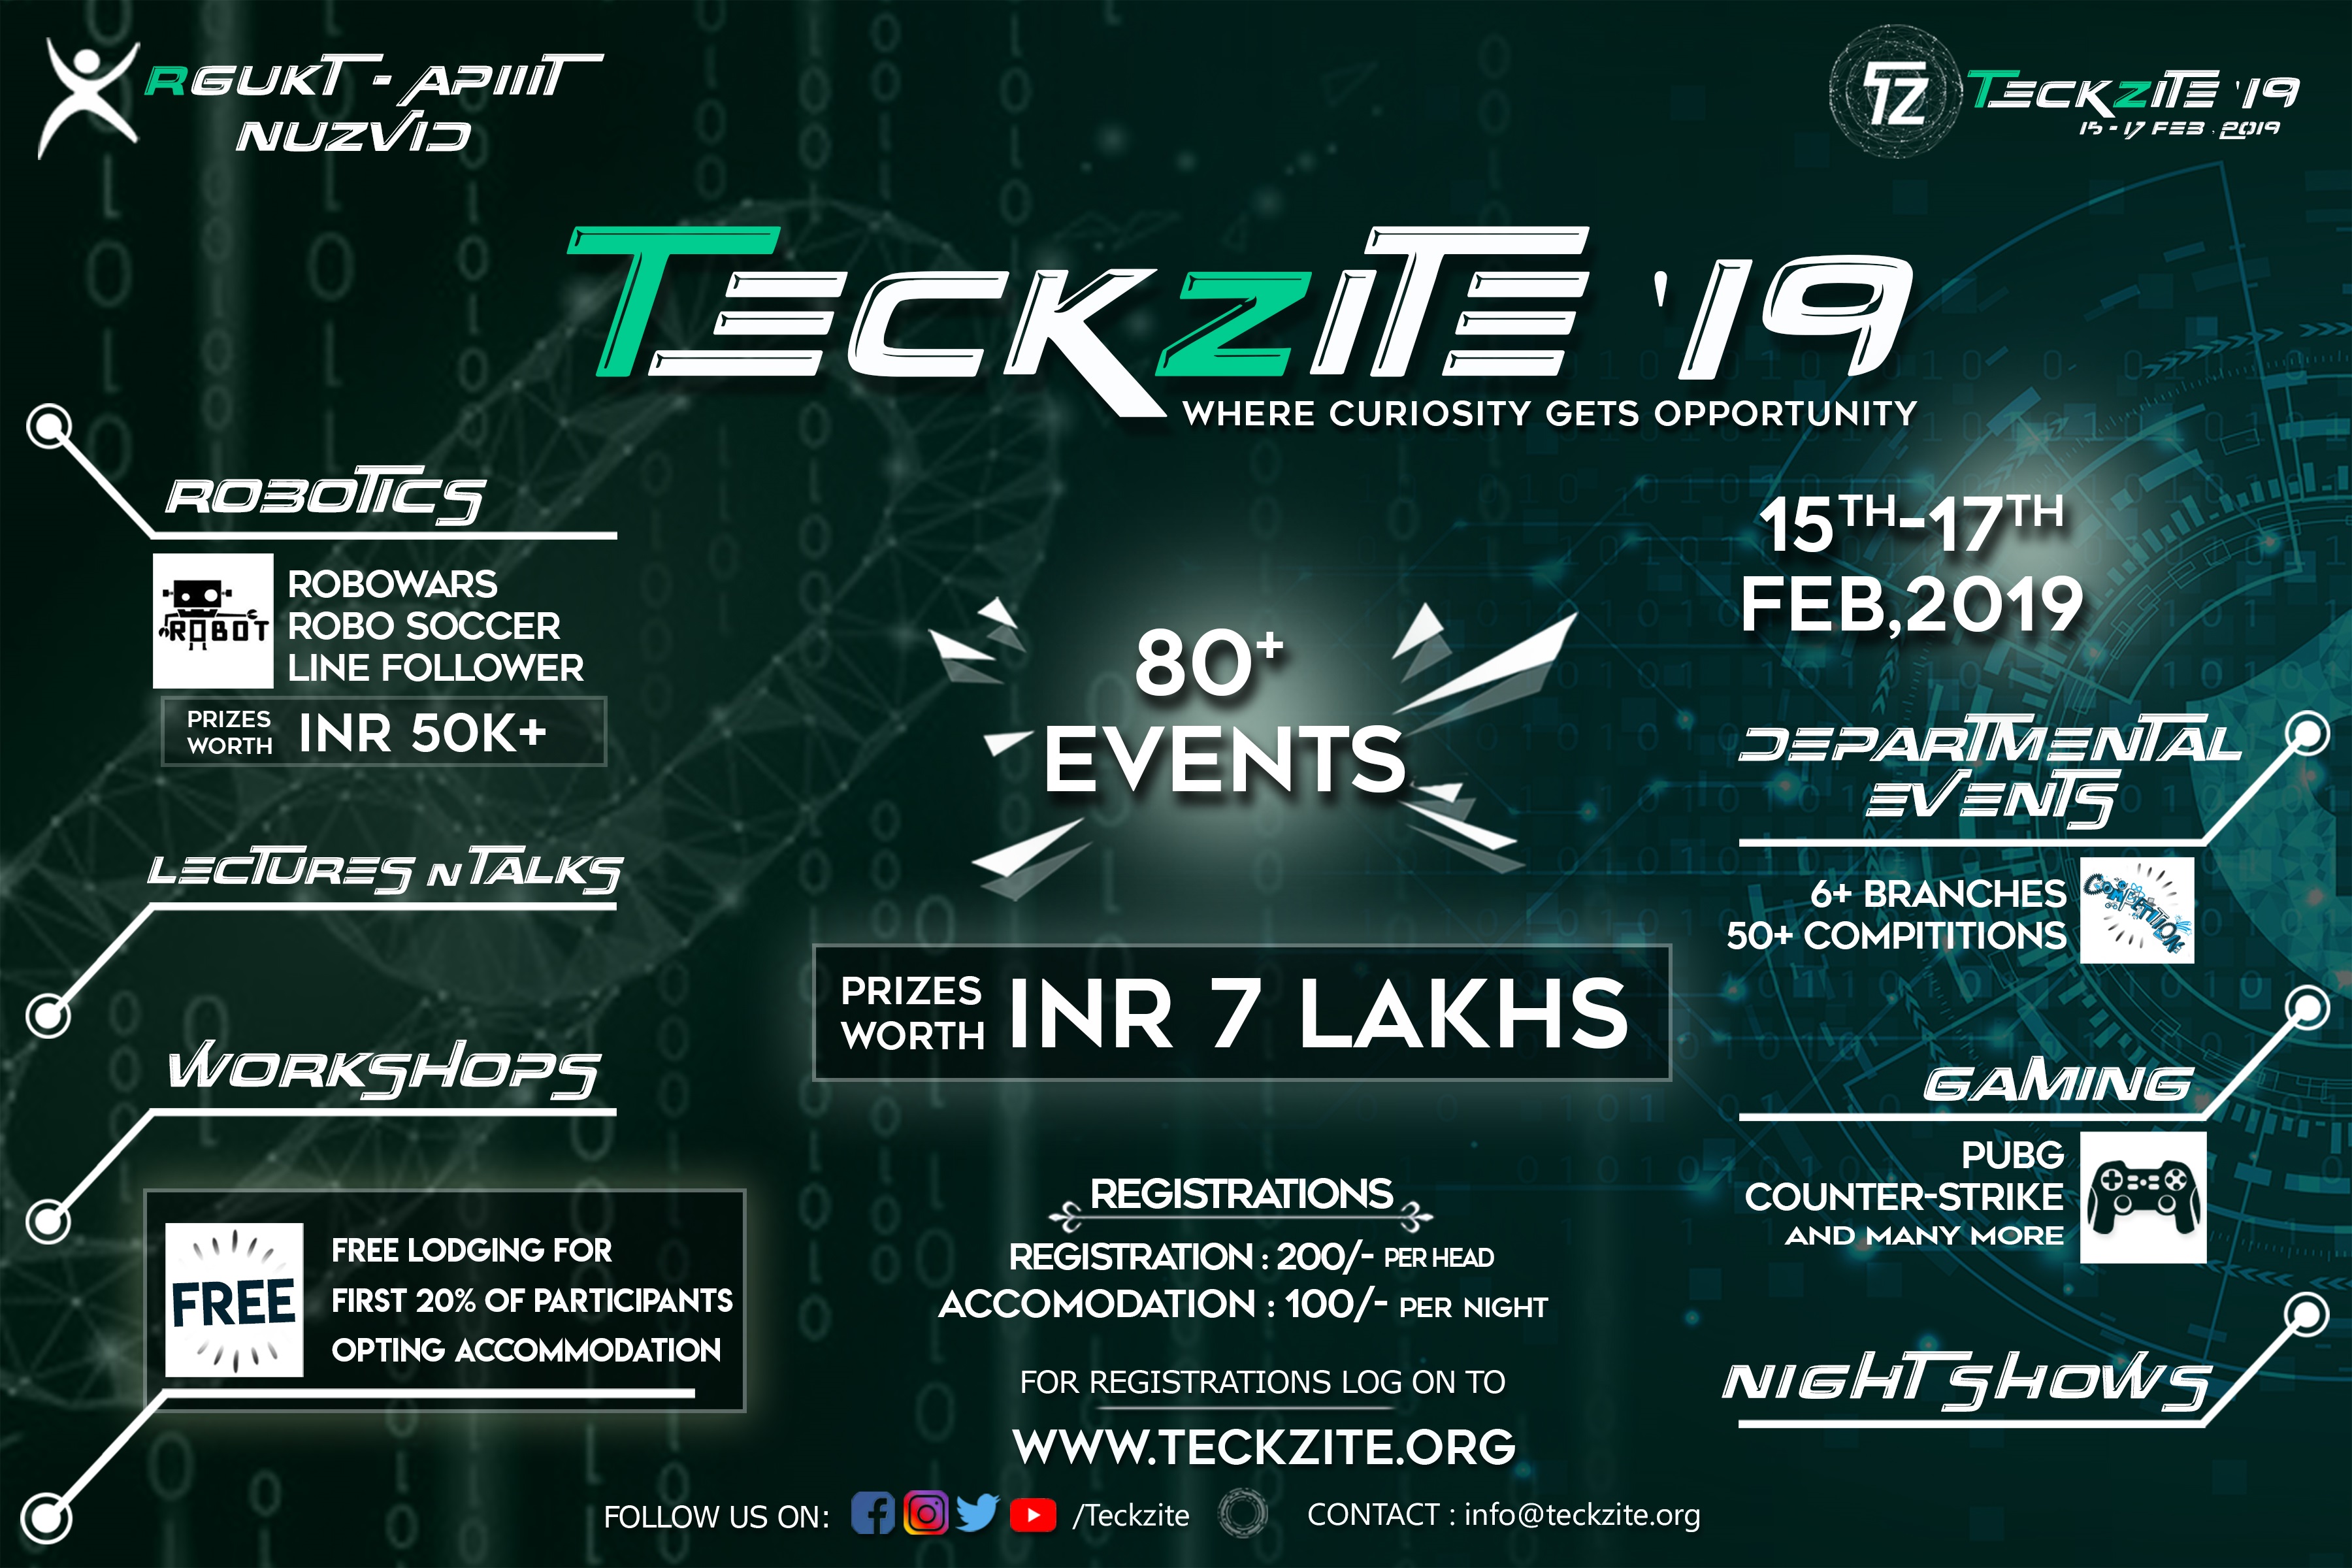 RGUKT - APIIIT
NUZVID
TZ
TECKZITE '19
15 - 17 FEB , 2019
TECKZITE '19
WHERE CURIOSITY GETS OPPORTUNITY
ROBOTICS
ROBOT
ROBOWARS
ROBO SOCCER
LINE FOLLOWER
PRIZES
WORTH
INR 50K+
LECTURES N TALKS
WORKSHOPS
FREE
FREE LODGING FOR
FIRST 20% OF PARTICIPANTS
OPTING ACCOMMODATION
80+
EVENTS
PRIZES
WORTH
INR 7 LAKHS
REGISTRATIONS
REGISTRATION : 200/- PER HEAD
ACCOMODATION : 100/- PER NIGHT
FOR REGISTRATIONS LOG ON TO
WWW.TECKZITE.ORG
15TH-17TH
FEB,2019
DEPARTMENTAL
EVENTS
6+ BRANCHES
50+ COMPITITIONS
COMPETITION
GAMING
PUBG
COUNTER-STRIKE
AND MANY MORE
NIGHT SHOWS
FOLLOW US ON: /Teckzite
CONTACT : info@teckzite.org